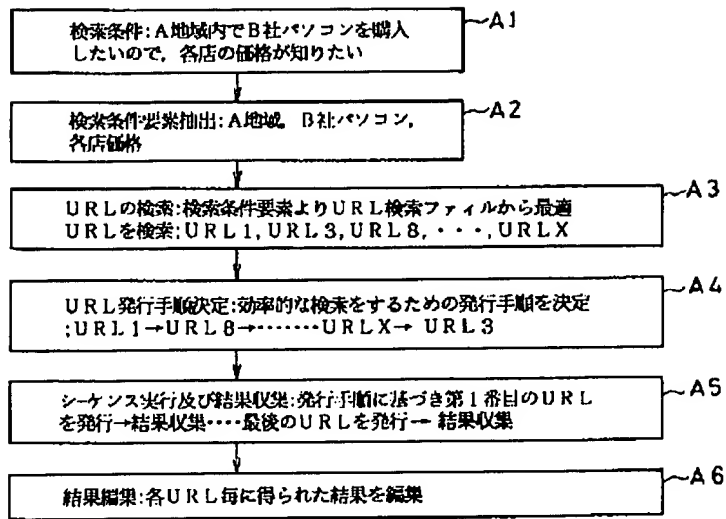 検索条件:A地域内でB社パソコンを購入
したいので,各店の価格が知りたい
A1
検索条件要素抽出:A地域,B社パソコン,
各店価格
A2
URLの検索:検索条件要素よりURL検索ファイルから最適
URLを検索;URL1,URL3,URL8,・・・,URLX
A3
URL発行手順決定:効率的な検索をするための発行手順を決定
;URL1→URL8→・・・・・・・URLX→ URL3
A4
シーケンス実行及び結果収集:発行手順に基づき第1番目のURL
を発行→結果収集・・・・最後のURLを発行→ 結果収集
A5
結果編集:各URL毎に得られた結果を編集
A6